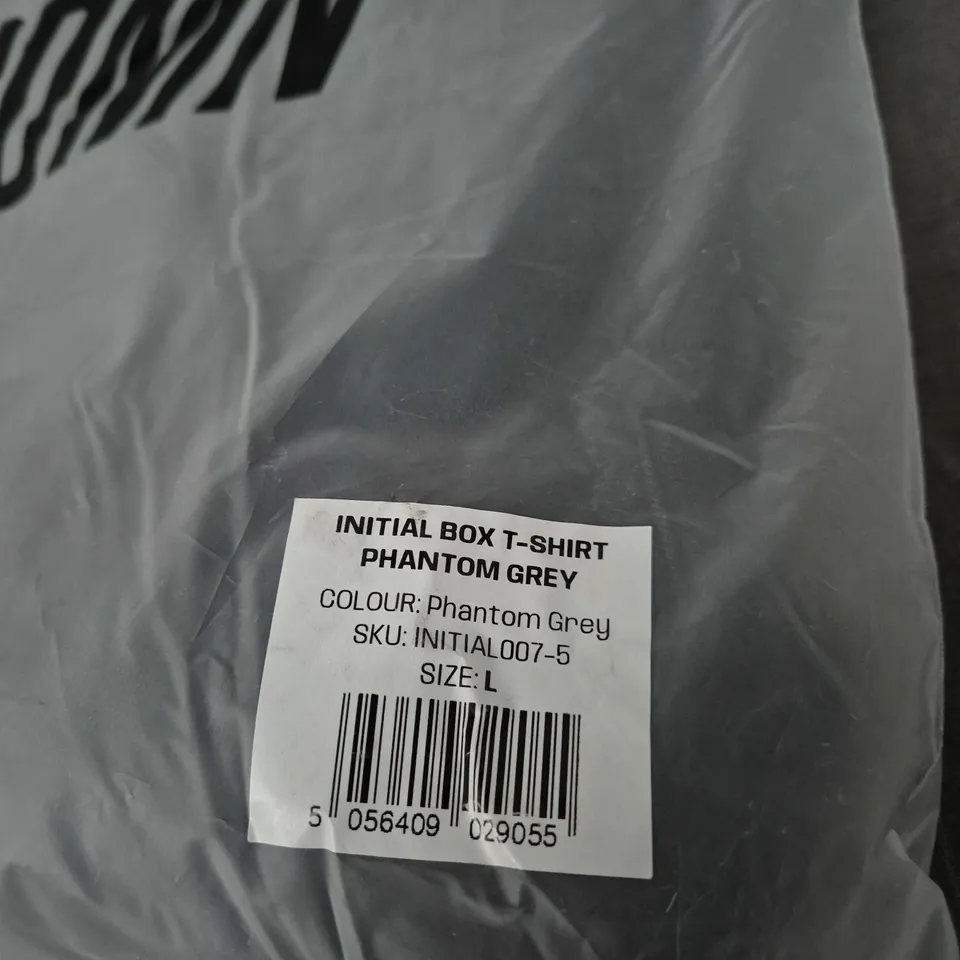 INITIAL BOX T-SHIRT
PHANTOM GREY
COLOUR: Phantom Grey
SKU: INITIAL007-5
SIZE: L
5 056409 029055